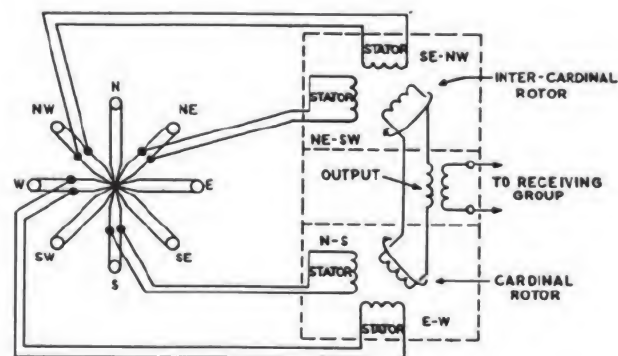 STATOR
SE-NW
N
NW
NE
STATOR
INTER-CARDINAL
ROTOR
NE-SW
W
E
OUTPUT
TO RECEIVING
GROUP
SW
SE
S
N-S
STATOR
CARDINAL
ROTOR
STATOR
E-W